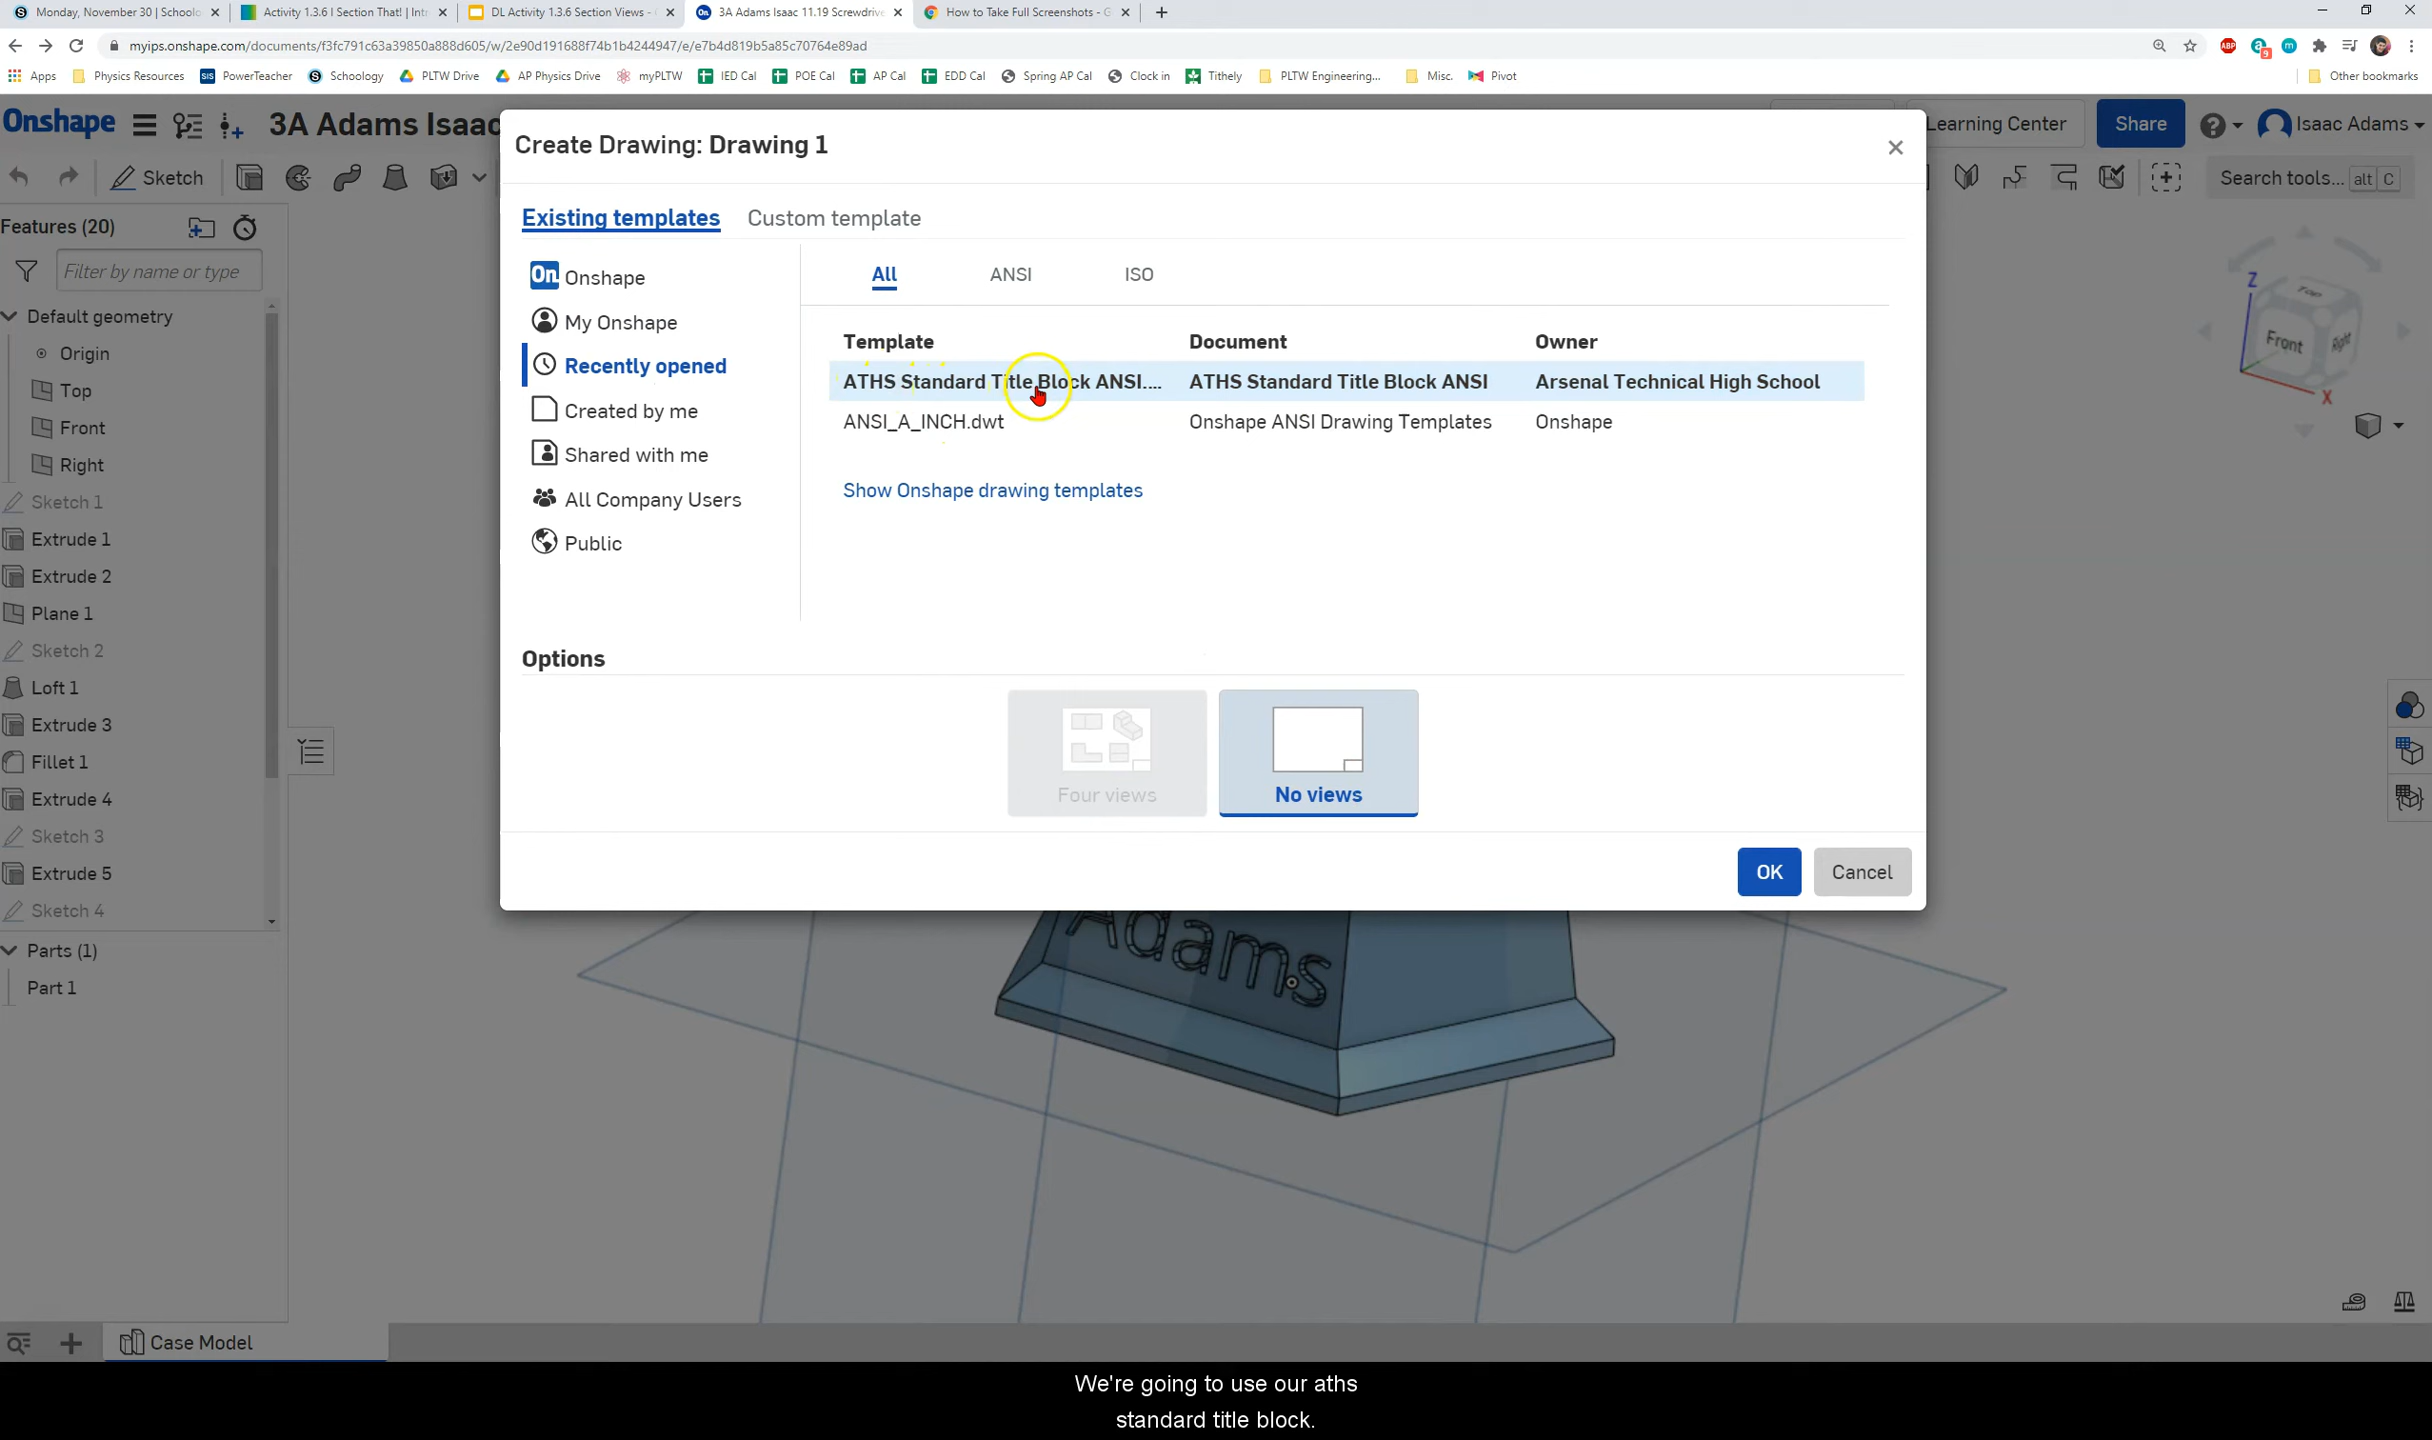 Monday, November 30 | Schoolo
Activity 1.3.6 I Section That! | Intr
DL Activity 1.3.6 Section Views -
3A Adams Isaac 11.19 Screwdrive
How to Take Full Screenshots - G
myips.onshape.com/documents/f3fc791c63a39850a888d605/w/2e90d191688f74b1b4244947/e/e7b4d819b5a85c70764e89ad
Apps
Physics Resources
PowerTeacher
Schoology
PLTW Drive
AP Physics Drive
myPLTW
IED Cal
POE Cal
AP Cal
EDD Cal
Spring AP Cal
Clock in
Tithely
PLTW Engineering...
Misc.
Pivot
Other bookmarks
Onshape
3A Adams Isaac
Learning Center
Share
Isaac Adams
Sketch
Search tools... alt C
Create Drawing: Drawing 1
Existing templates
Custom template
Onshape
My Onshape
Recently opened
Created by me
Shared with me
All Company Users
Public
All
ANSI
ISO
Template Document Owner
ATHS Standard Title Block ANSI.... ATHS Standard Title Block ANSI Arsenal Technical High School
ANSI_A_INCH.dwt Onshape ANSI Drawing Templates Onshape
Show Onshape drawing templates
Options
Four views
No views
OK
Cancel
Features (20)
Filter by name or type
Default geometry
Origin
Top
Front
Right
Sketch 1
Extrude 1
Extrude 2
Plane 1
Sketch 2
Loft 1
Extrude 3
Fillet 1
Extrude 4
Sketch 3
Extrude 5
Sketch 4
Parts (1)
Part 1
Z
Top
Front
Right
X
Adams
Case Model
We're going to use our aths
standard title block.